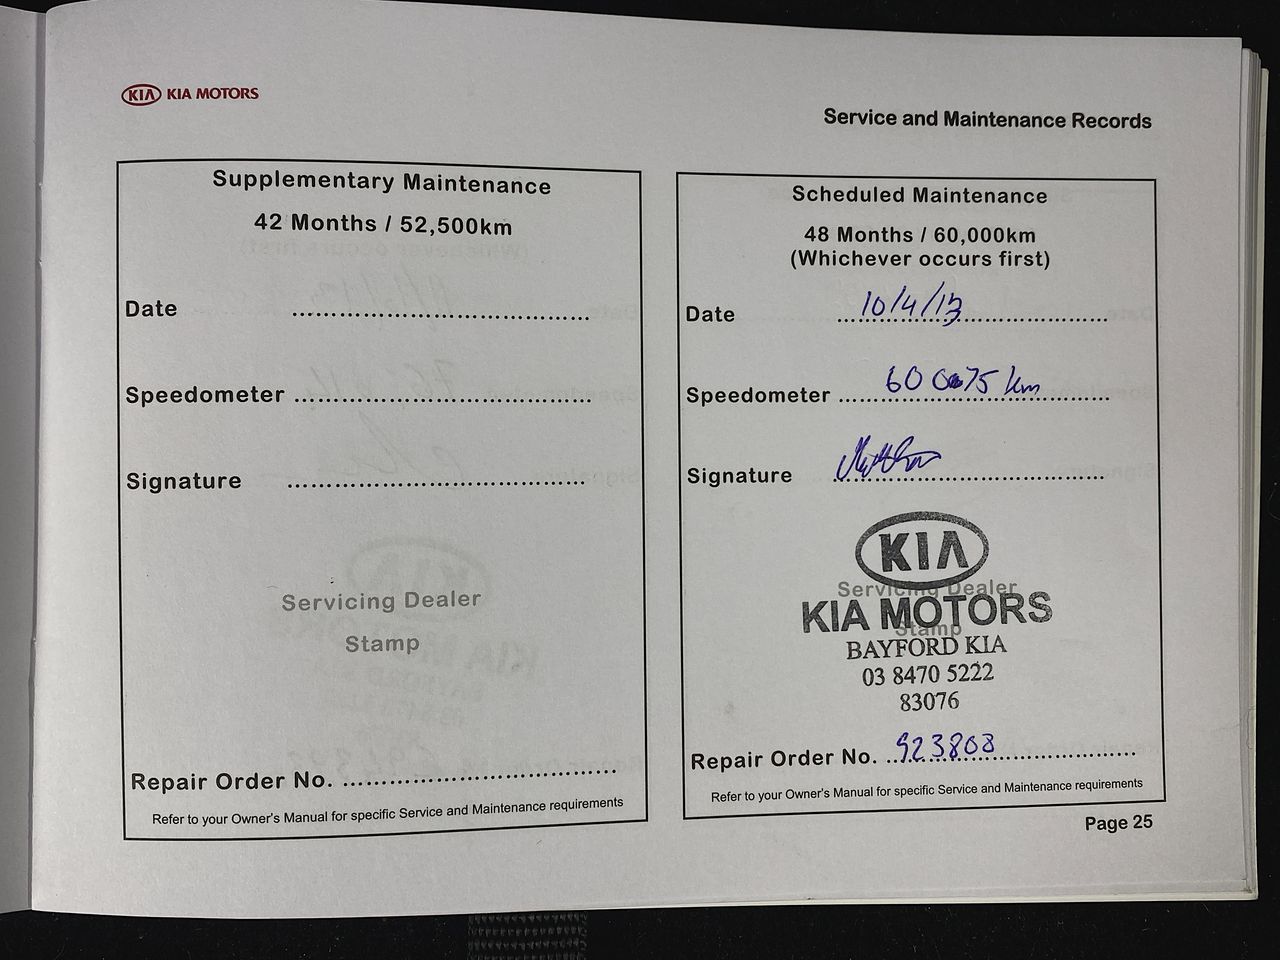 KIA KIA MOTORS
Service and Maintenance Records
Supplementary Maintenance
42 Months / 52,500km
Date ......................................
Speedometer ......................................
Signature ......................................
Servicing Dealer
Stamp
Repair Order No. ...................................
Refer to your Owner's Manual for specific Service and Maintenance requirements
Scheduled Maintenance
48 Months / 60,000km
(Whichever occurs first)
Date 10/4/13
Speedometer 60 075 km
Signature
KIA
Servicing Dealer
KIA MOTORS
Stamp
BAYFORD KIA
03 8470 5222
83076
Repair Order No. 923808
Refer to your Owner's Manual for specific Service and Maintenance requirements
Page 25